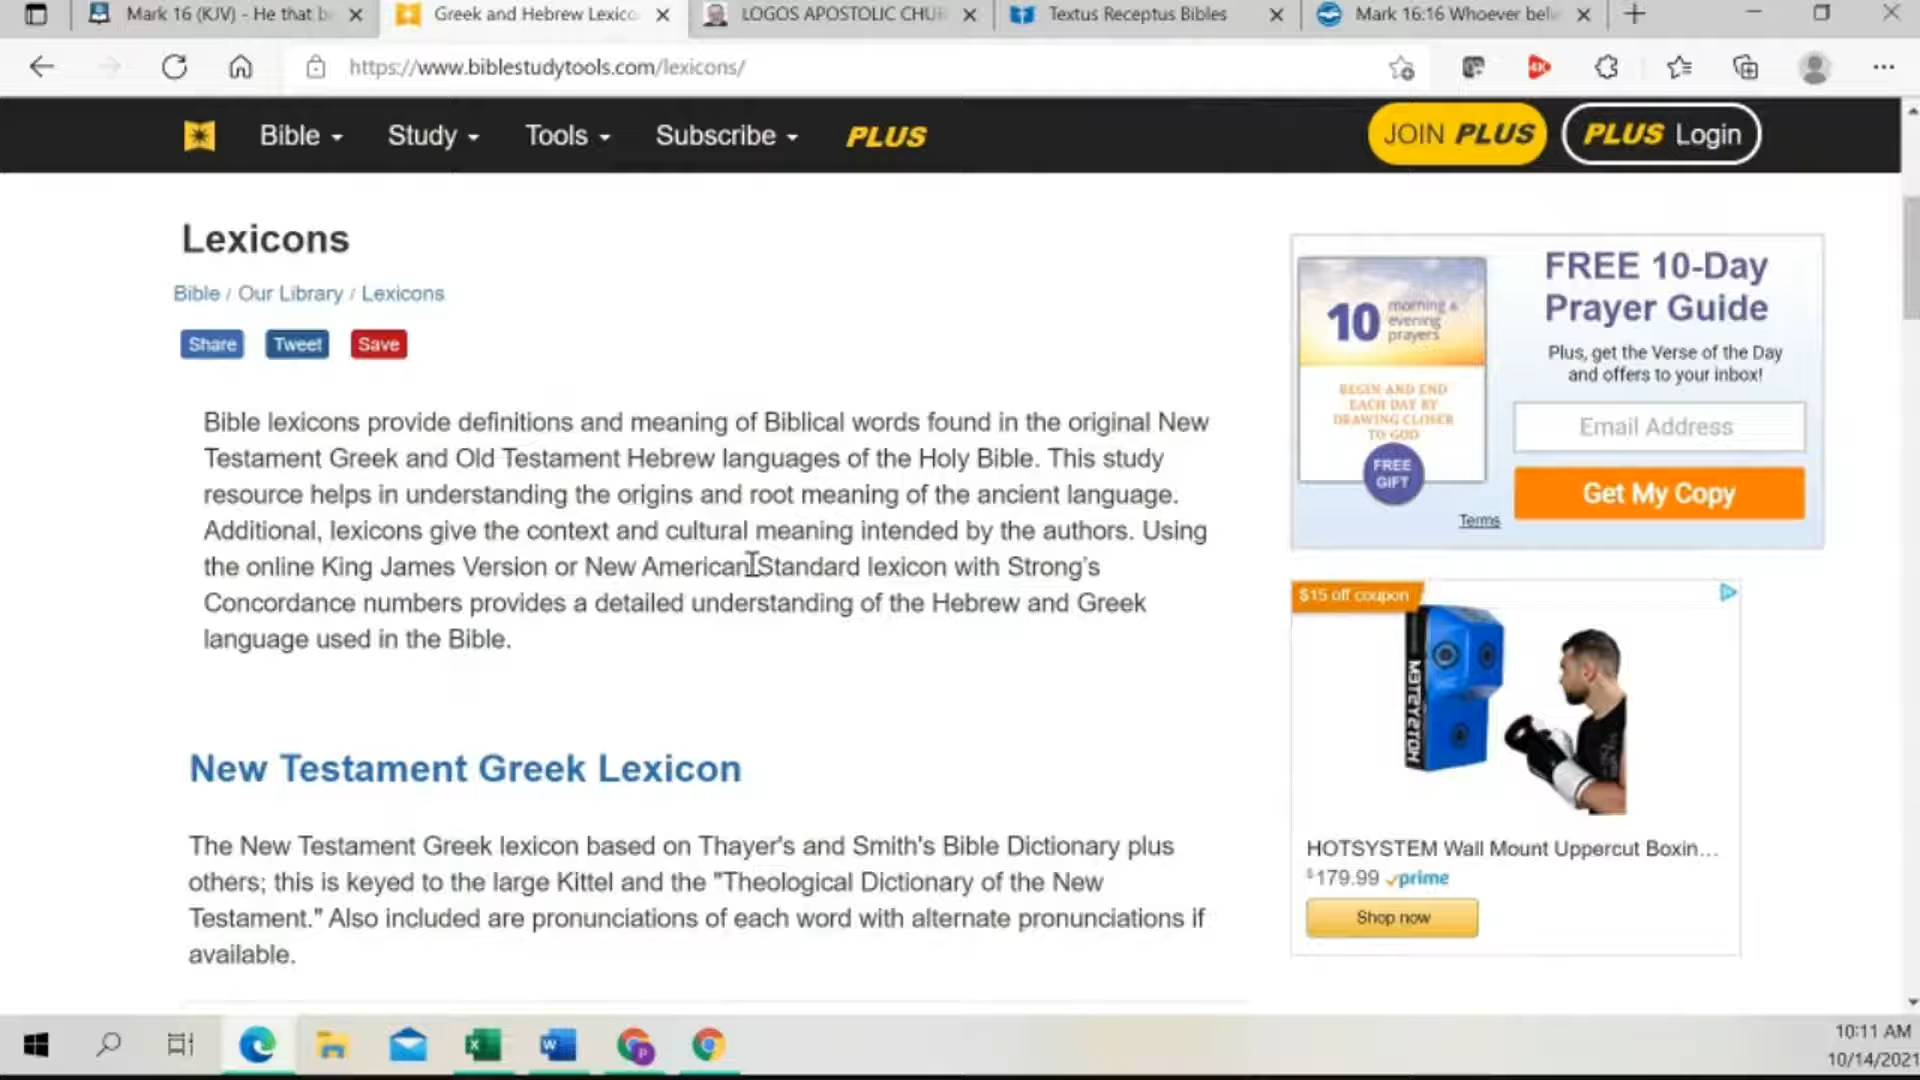 Mark 16 (KJV) - He that b
Greek and Hebrew Lexico
LOGOS APOSTOLIC CHU
Textus Receptus Bibles
Mark 16:16 Whoever beli
https://www.biblestudytools.com/lexicons/
4K
Bible
Study
Tools
Subscribe
PLUS
JOIN PLUS
PLUS Login
Lexicons
Bible / Our Library / Lexicons
Share
Tweet
Save
Bible lexicons provide definitions and meaning of Biblical words found in the original New
Testament Greek and Old Testament Hebrew languages of the Holy Bible. This study
resource helps in understanding the origins and root meaning of the ancient language.
Additional, lexicons give the context and cultural meaning intended by the authors. Using
the online King James Version or New American Standard lexicon with Strong's
Concordance numbers provides a detailed understanding of the Hebrew and Greek
language used in the Bible.
New Testament Greek Lexicon
The New Testament Greek lexicon based on Thayer's and Smith's Bible Dictionary plus
others; this is keyed to the large Kittel and the "Theological Dictionary of the New
Testament." Also included are pronunciations of each word with alternate pronunciations if
available.
10 morning &
evening
prayers
BEGIN AND END
EACH DAY BY
DRAWING CLOSER
TO GOD
FREE
GIFT
FREE 10-Day
Prayer Guide
Plus, get the Verse of the Day
and offers to your inbox!
Email Address
Get My Copy
Terms
$15 off coupon
HOTSYSTEM
HOTSYSTEM Wall Mount Uppercut Boxin...
$179.99 prime
Shop now
10:11 AM
10/14/2021